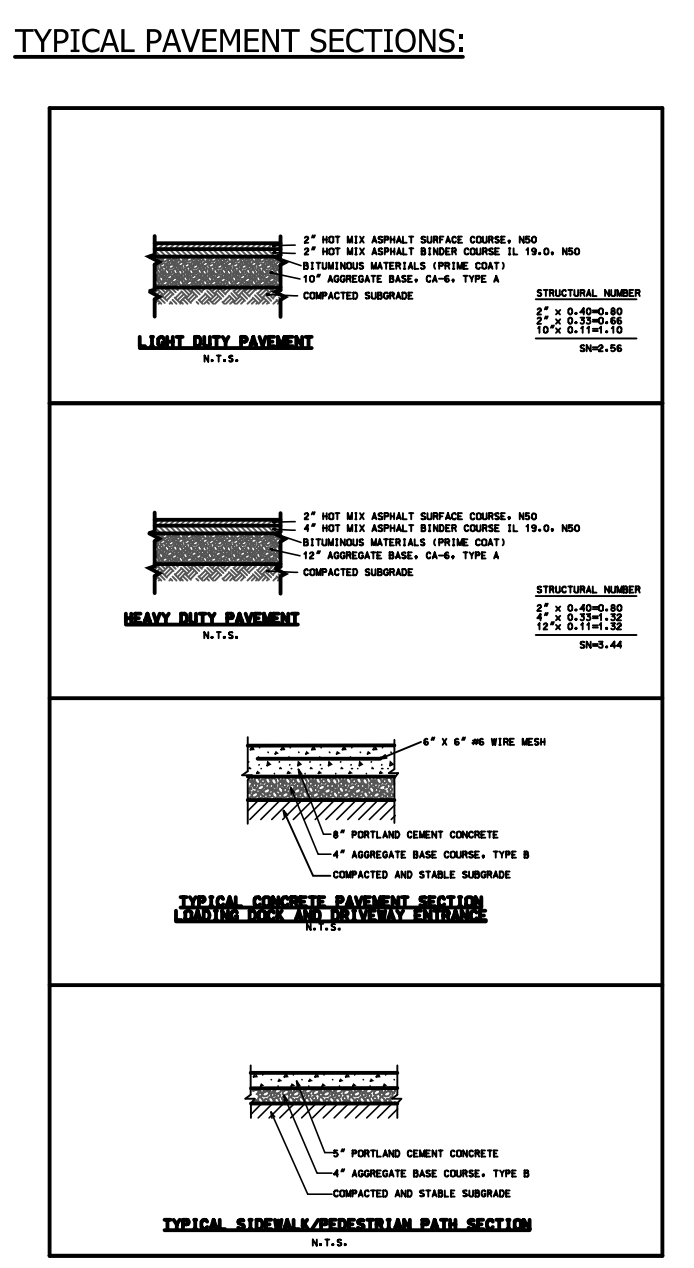 TYPICAL PAVEMENT SECTIONS:
2" HOT MIX ASPHALT SURFACE COURSE, N50
2" HOT MIX ASPHALT BINDER COURSE IL 19.0, N50
BITUMINOUS MATERIALS (PRIME COAT)
10" AGGREGATE BASE, CA-6, TYPE A
COMPACTED SUBGRADE
STRUCTURAL NUMBER
2" x 0.40=0.80
2" x 0.33=0.66
10"x 0.11=1.10
SN=2.56
LIGHT DUTY PAVEMENT
N.T.S.
2" HOT MIX ASPHALT SURFACE COURSE, N50
4" HOT MIX ASPHALT BINDER COURSE IL 19.0, N50
BITUMINOUS MATERIALS (PRIME COAT)
12" AGGREGATE BASE, CA-6, TYPE A
COMPACTED SUBGRADE
STRUCTURAL NUMBER
2" x 0.40=0.80
4" x 0.33=1.32
12"x 0.11=1.32
SN=3.44
HEAVY DUTY PAVEMENT
N.T.S.
6" X 6" #6 WIRE MESH
8" PORTLAND CEMENT CONCRETE
4" AGGREGATE BASE COURSE, TYPE B
COMPACTED AND STABLE SUBGRADE
TYPICAL CONCRETE PAVEMENT SECTION
LOADING DOCK AND DRIVEWAY ENTRANCE
N.T.S.
5" PORTLAND CEMENT CONCRETE
4" AGGREGATE BASE COURSE, TYPE B
COMPACTED AND STABLE SUBGRADE
TYPICAL SIDEWALK/PEDESTRIAN PATH SECTION
N.T.S.